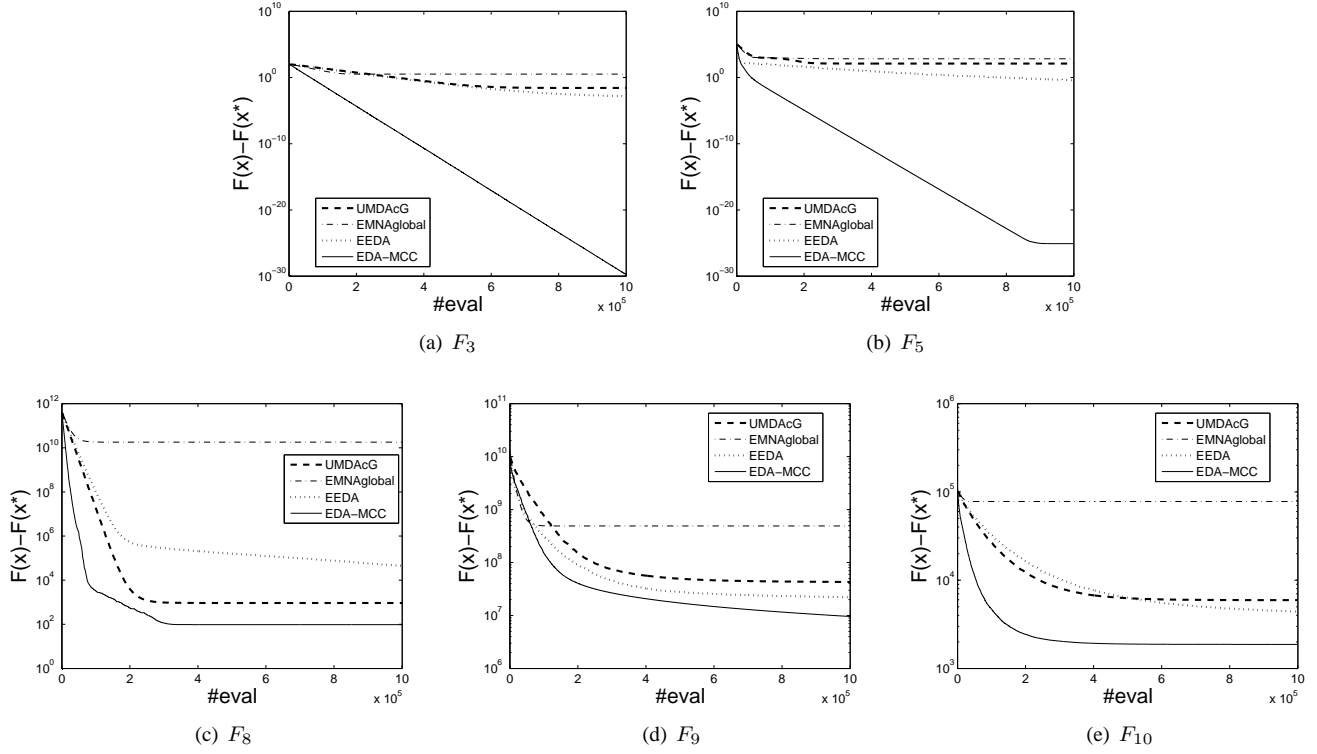 10^10
10^0
10^-10
10^-20
10^-30
F(x)−F(x*)
UMDAcG
EMNAglobal
EEDA
EDA−MCC
0 2 4 6 8 10
x 10^5
#eval
(a) F_3
10^10
10^0
10^-10
10^-20
10^-30
F(x)−F(x*)
UMDAcG
EMNAglobal
EEDA
EDA−MCC
0 2 4 6 8 10
x 10^5
#eval
(b) F_5
10^12
10^10
10^8
10^6
10^4
10^2
10^0
F(x)−F(x*)
UMDAcG
EMNAglobal
EEDA
EDA−MCC
0 2 4 6 8 10
x 10^5
#eval
(c) F_8
10^11
10^10
10^9
10^8
10^7
10^6
F(x)−F(x*)
UMDAcG
EMNAglobal
EEDA
EDA−MCC
0 2 4 6 8 10
x 10^5
#eval
(d) F_9
10^6
10^5
10^4
10^3
F(x)−F(x*)
UMDAcG
EMNAglobal
EEDA
EDA−MCC
0 2 4 6 8 10
x 10^5
#eval
(e) F_10